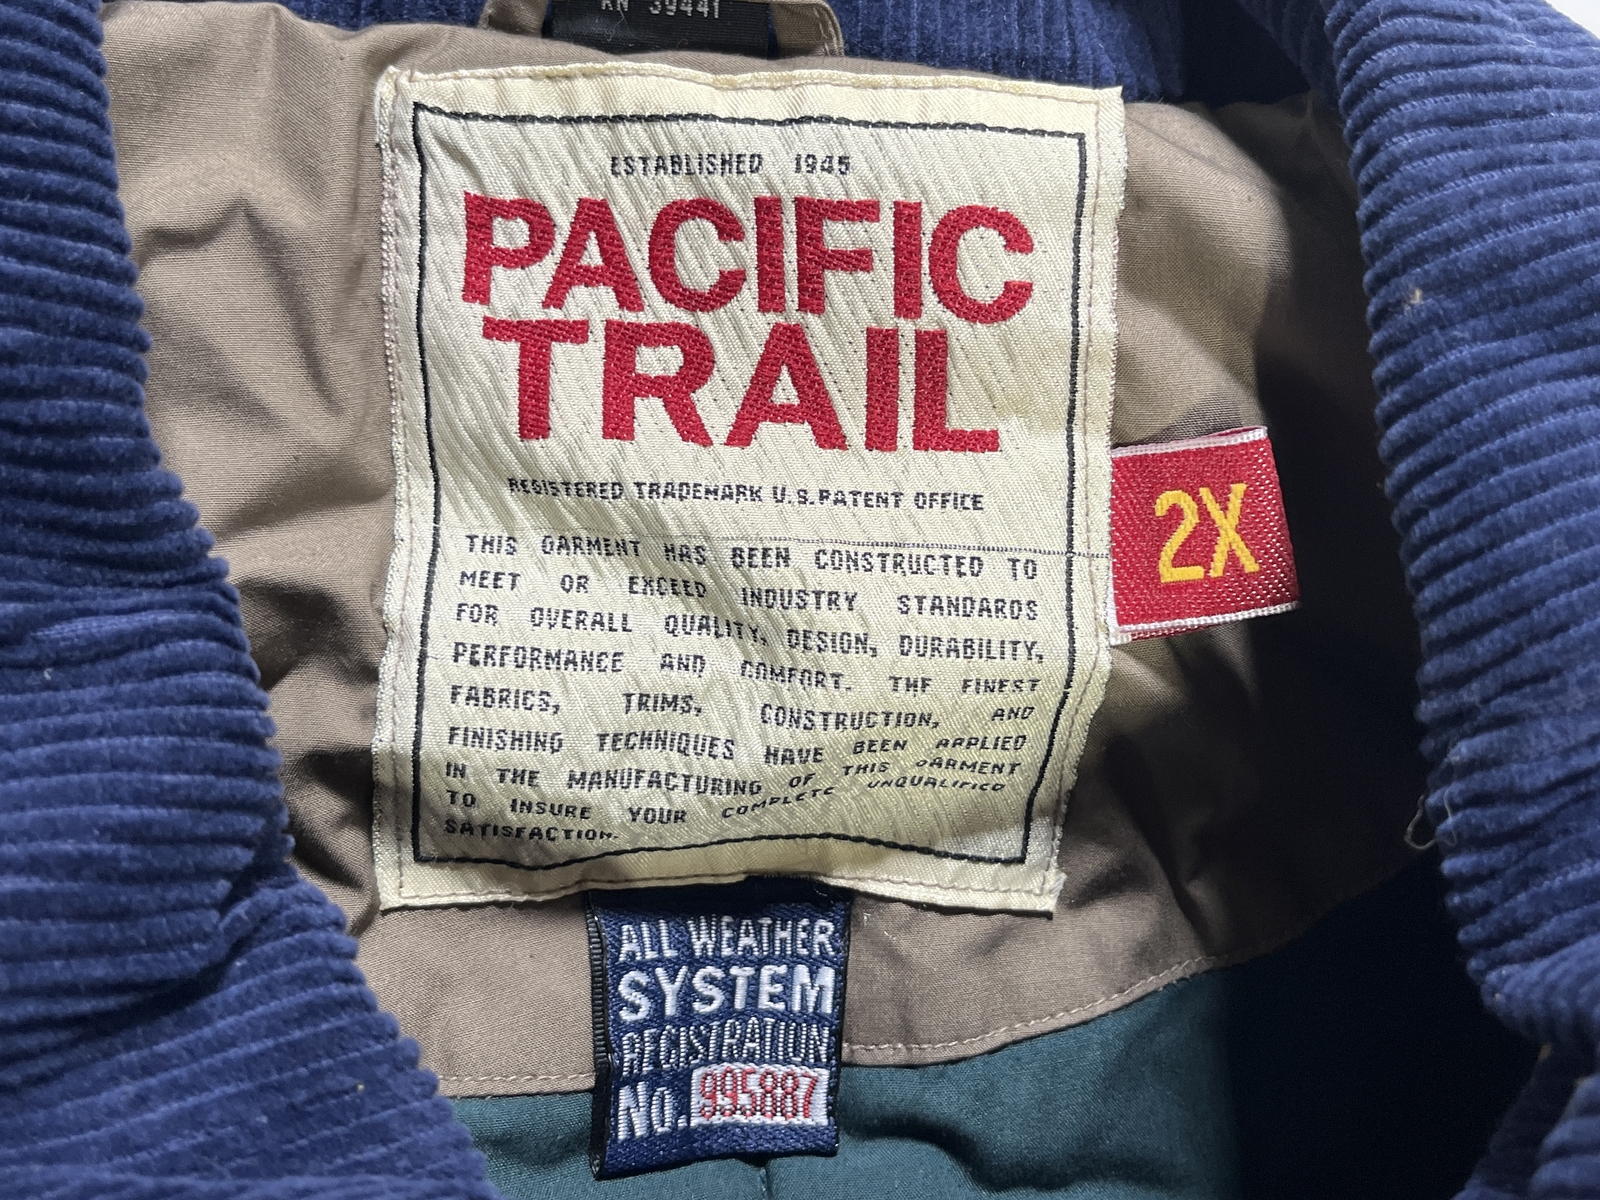 RN 39441
ESTABLISHED 1945
PACIFIC
TRAIL
REGISTERED TRADEMARK U.S. PATENT OFFICE
2X
THIS GARMENT HAS BEEN CONSTRUCTED TO
MEET OR EXCEED INDUSTRY STANDARDS
FOR OVERALL QUALITY, DESIGN, DURABILITY,
PERFORMANCE AND COMFORT. THE FINEST
FABRICS, TRIMS, CONSTRUCTION, AND
FINISHING TECHNIQUES HAVE BEEN APPLIED
IN THE MANUFACTURING OF THIS GARMENT
TO INSURE YOUR COMPLETE UNQUALIFIED
SATISFACTION.
ALL WEATHER
SYSTEM
REGISTRATION
NO. 995887